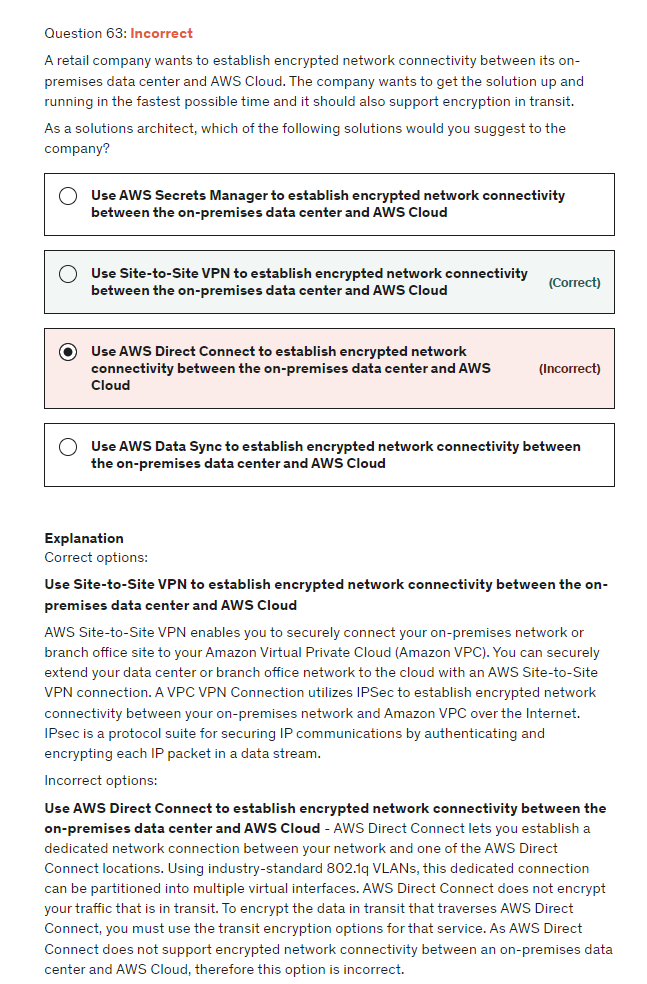 Question 63: Incorrect
A retail company wants to establish encrypted network connectivity between its on-
premises data center and AWS Cloud. The company wants to get the solution up and
running in the fastest possible time and it should also support encryption in transit.
As a solutions architect, which of the following solutions would you suggest to the
company?
Use AWS Secrets Manager to establish encrypted network connectivity
between the on-premises data center and AWS Cloud
Use Site-to-Site VPN to establish encrypted network connectivity
between the on-premises data center and AWS Cloud
(Correct)
Use AWS Direct Connect to establish encrypted network
connectivity between the on-premises data center and AWS
Cloud
(Incorrect)
Use AWS Data Sync to establish encrypted network connectivity between
the on-premises data center and AWS Cloud
Explanation
Correct options:
Use Site-to-Site VPN to establish encrypted network connectivity between the on-
premises data center and AWS Cloud
AWS Site-to-Site VPN enables you to securely connect your on-premises network or
branch office site to your Amazon Virtual Private Cloud (Amazon VPC). You can securely
extend your data center or branch office network to the cloud with an AWS Site-to-Site
VPN connection. A VPC VPN Connection utilizes IPSec to establish encrypted network
connectivity between your on-premises network and Amazon VPC over the Internet.
IPsec is a protocol suite for securing IP communications by authenticating and
encrypting each IP packet in a data stream.
Incorrect options:
Use AWS Direct Connect to establish encrypted network connectivity between the
on-premises data center and AWS Cloud - AWS Direct Connect lets you establish a
dedicated network connection between your network and one of the AWS Direct
Connect locations. Using industry-standard 802.1q VLANs, this dedicated connection
can be partitioned into multiple virtual interfaces. AWS Direct Connect does not encrypt
your traffic that is in transit. To encrypt the data in transit that traverses AWS Direct
Connect, you must use the transit encryption options for that service. As AWS Direct
Connect does not support encrypted network connectivity between an on-premises data
center and AWS Cloud, therefore this option is incorrect.